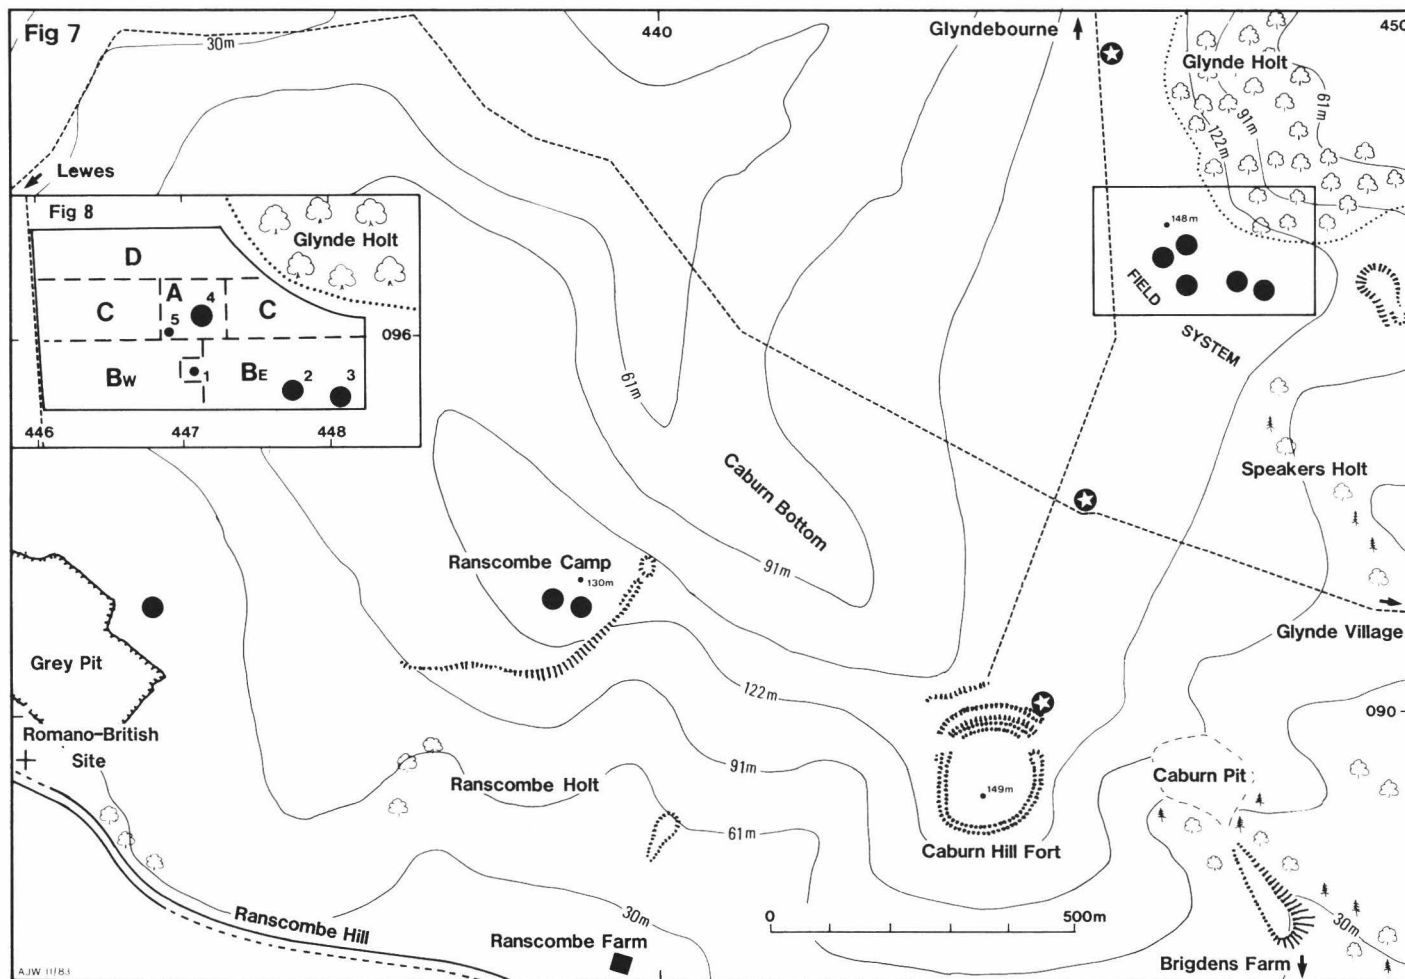 Fig 7
30m
440
Glyndebourne
450
Glynde Holt
61m
91m
122m
Lewes
Fig 8
Glynde Holt
D
A
4
C
C
5
096
BW
1
BE
2
3
446
447
448
148m
FIELD
SYSTEM
61m
Caburn Bottom
Speakers Holt
91m
Ranscombe Camp
130m
Glynde Village
Grey Pit
122m
090
Romano-British
Site
91m
Ranscombe Holt
Caburn Pit
149m
61m
Caburn Hill Fort
Ranscombe Hill
30m
0
500m
30m
Ranscombe Farm
Brigdens Farm
AJW 11/83